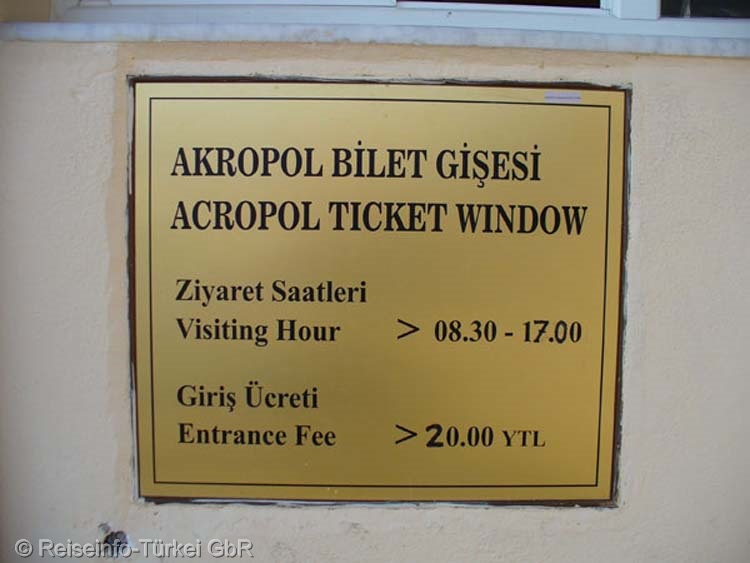 AKROPOL BİLET GİŞESİ
ACROPOL TICKET WINDOW
Ziyaret Saatleri
Visiting Hour > 08.30 - 17.00
Giriş Ücreti
Entrance Fee > 20.00 YTL
© Reiseinfo-Türkei GbR